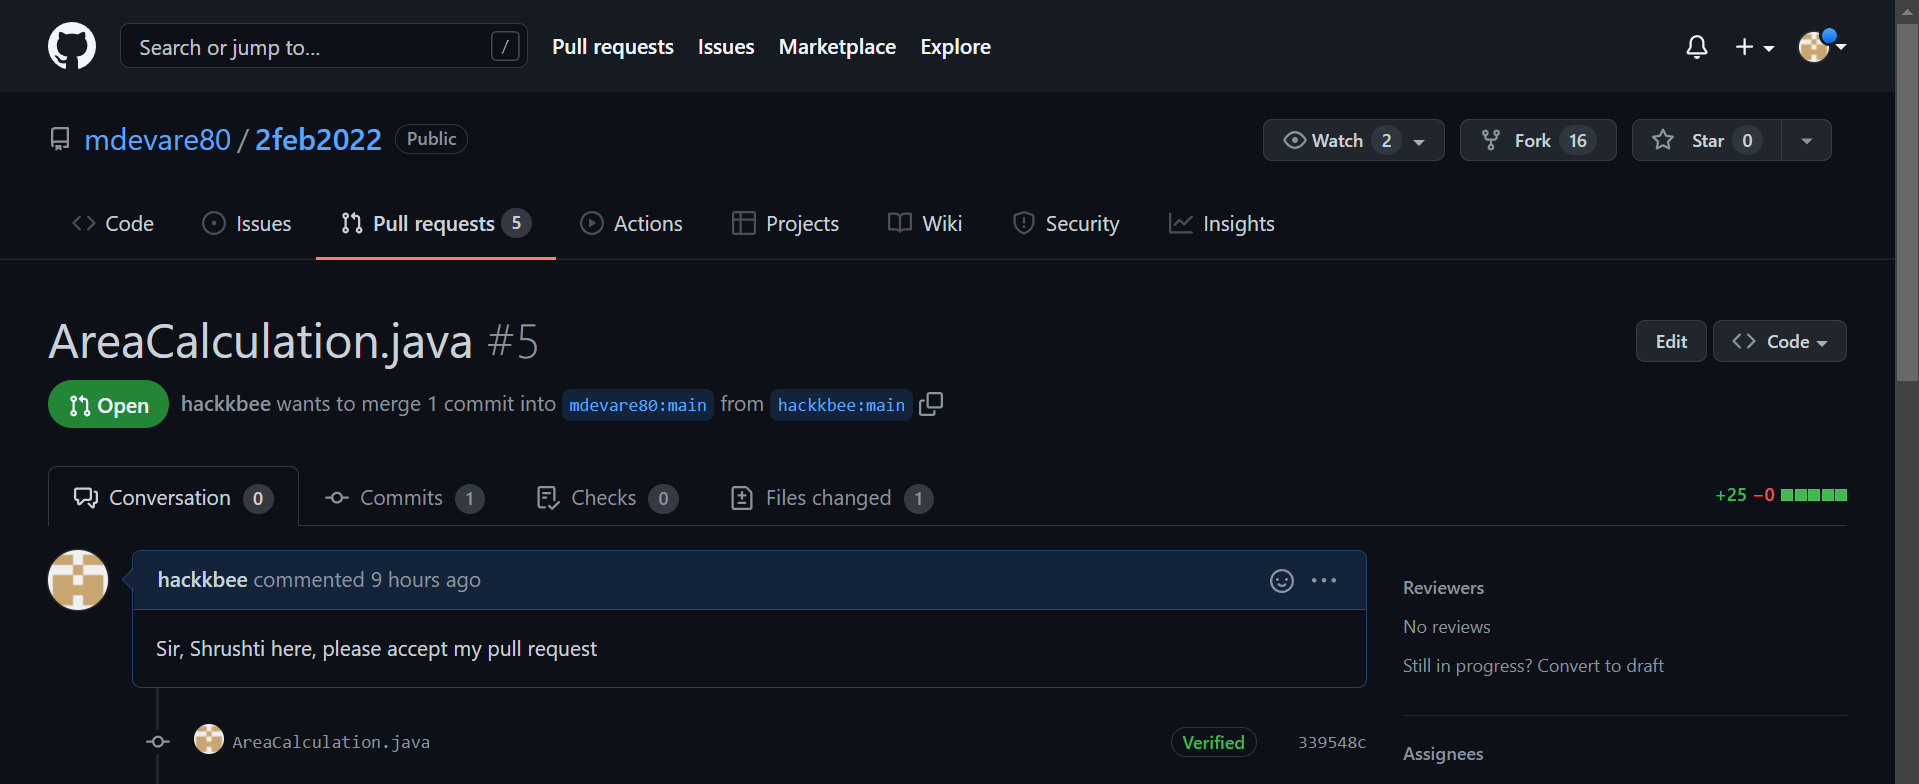 Search or jump to... / Pull requests Issues Marketplace Explore
mdevare80 / 2feb2022 Public Watch 2 Fork 16 Star 0
Code Issues Pull requests 5 Actions Projects Wiki Security Insights
AreaCalculation.java #5 Edit Code
Open hackkbee wants to merge 1 commit into mdevare80:main from hackkbee:main
Conversation 0 Commits 1 Checks 0 Files changed 1 +25 −0
hackkbee commented 9 hours ago
Reviewers
No reviews
Sir, Shrushti here, please accept my pull request
Still in progress? Convert to draft
AreaCalculation.java Verified 339548c
Assignees